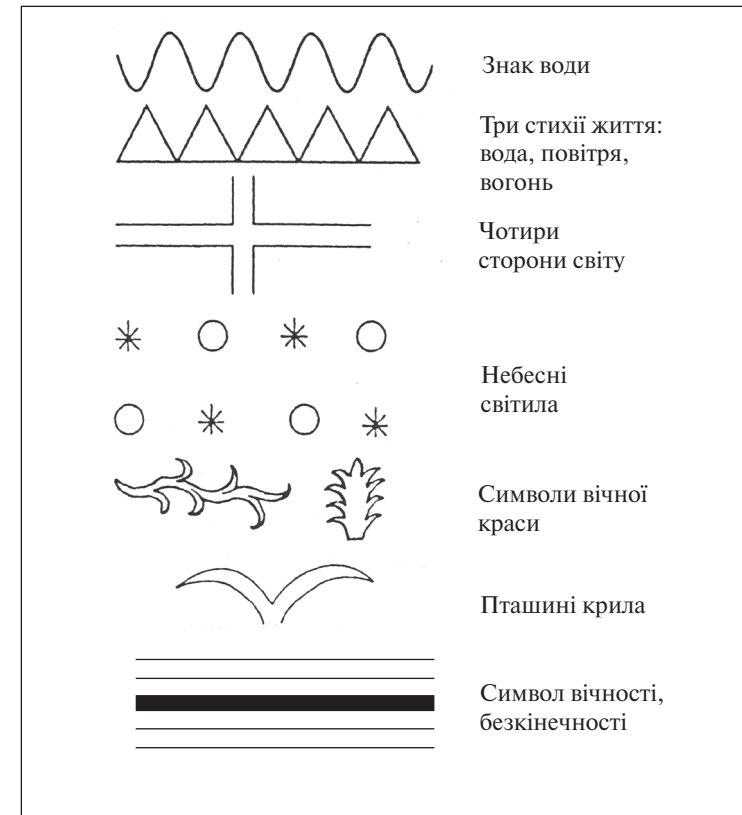 Знак води
Три стихії життя:
вода, повітря,
вогонь
Чотири
сторони світу
Небесні
світила
Символи вічної
краси
Пташині крила
Символ вічності,
безкінечності